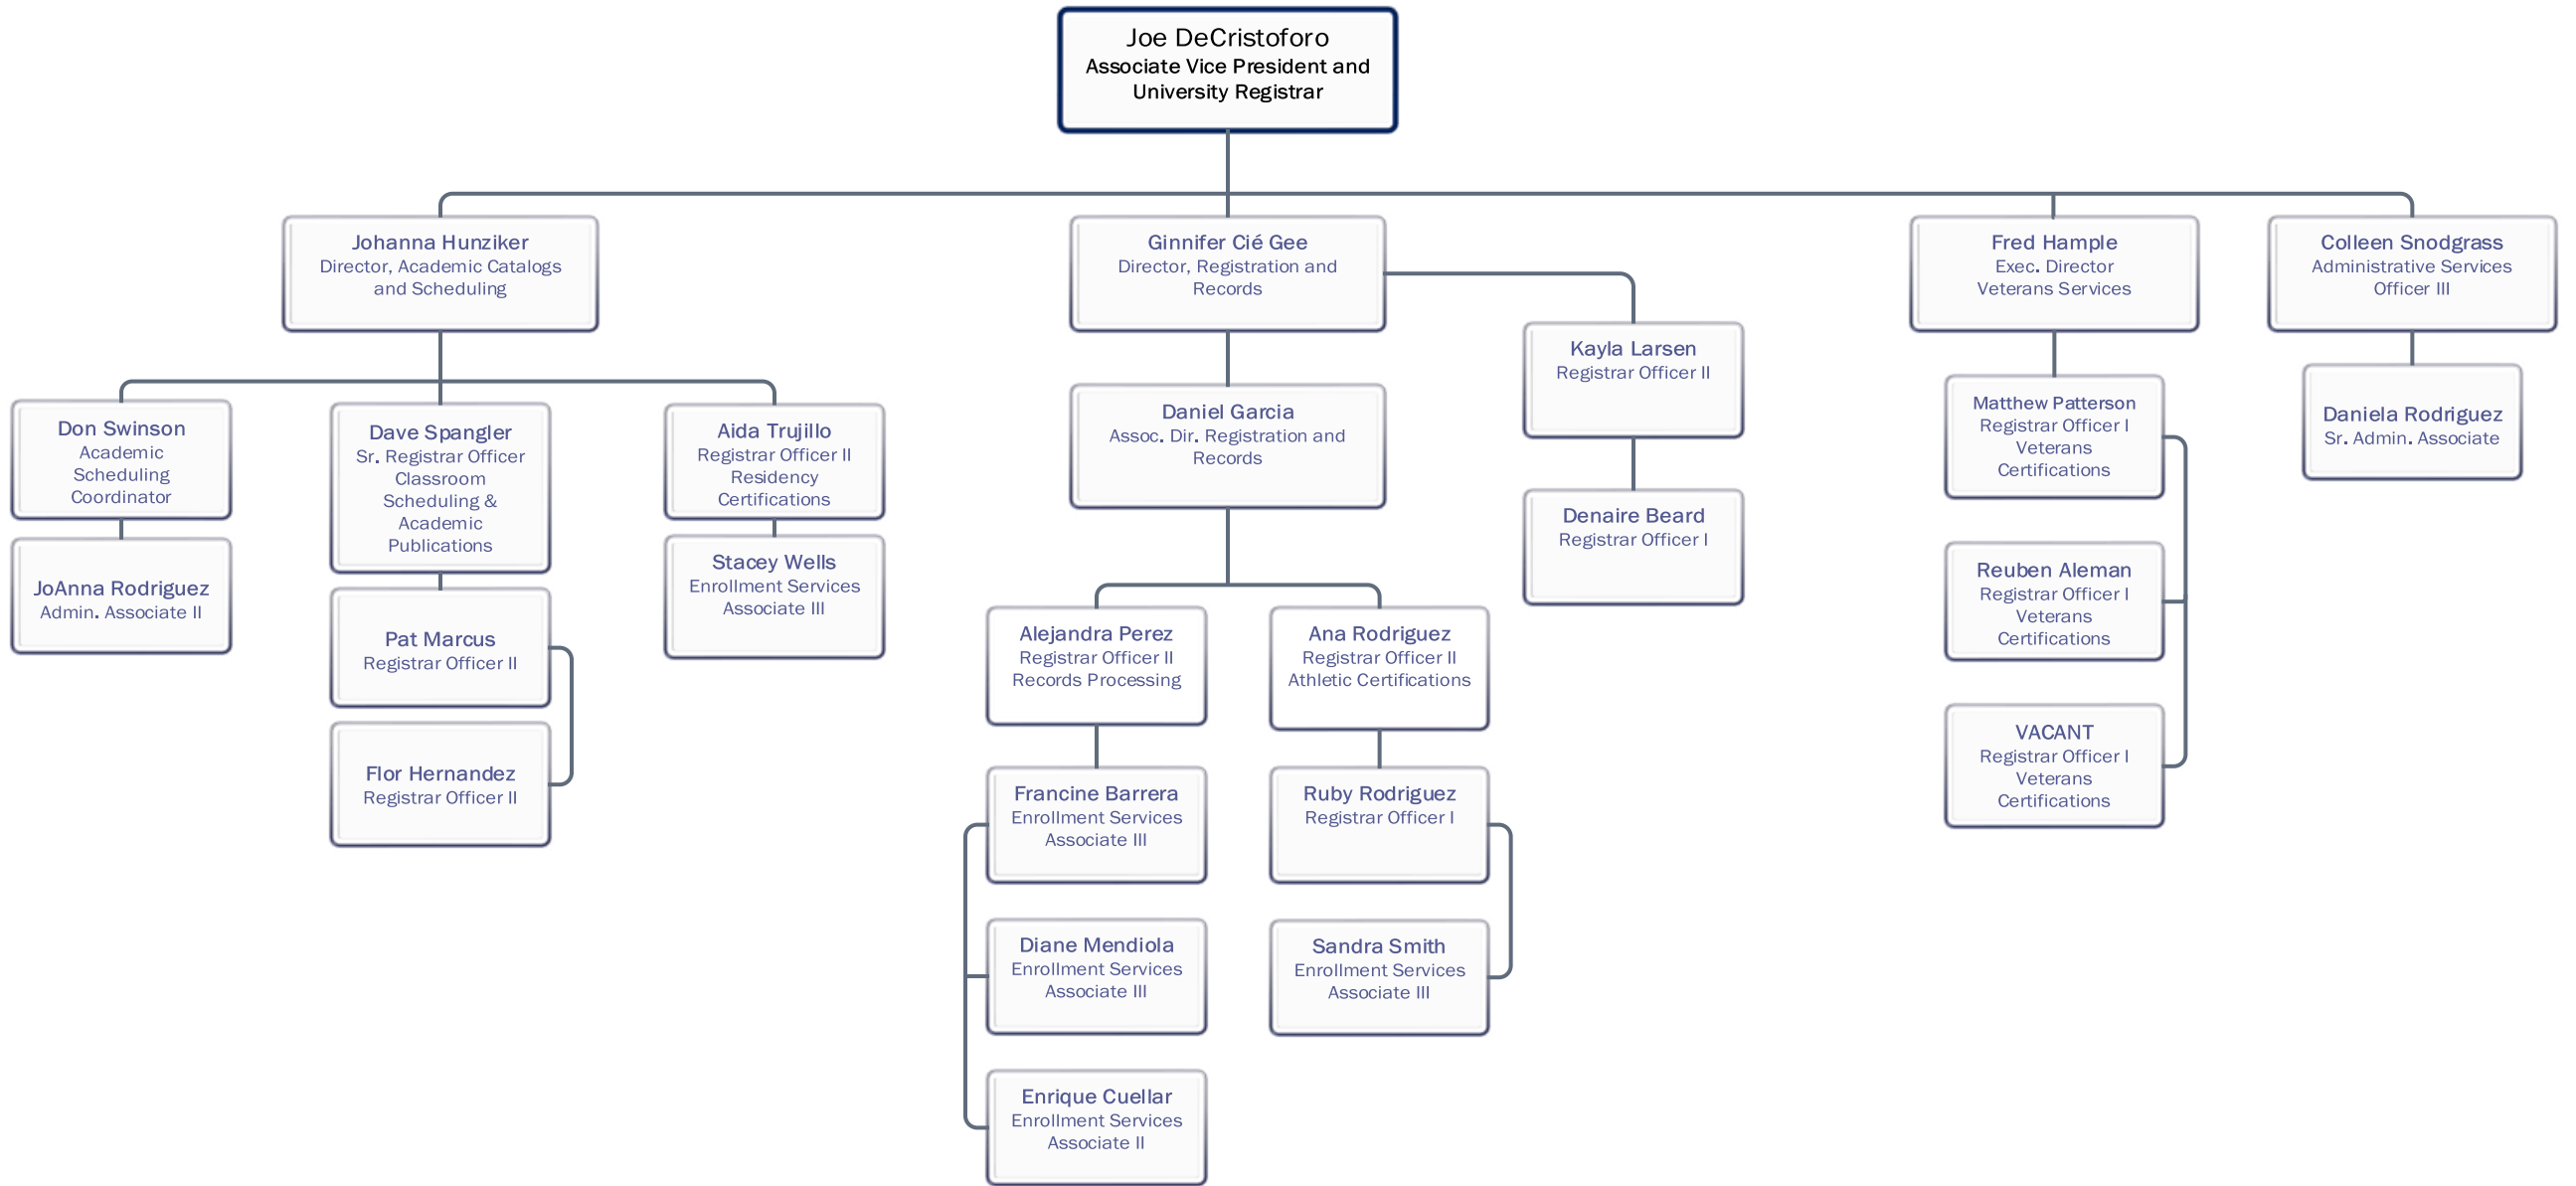 Joe DeCristoforo
Associate Vice President and
University Registrar
Johanna Hunziker
Director, Academic Catalogs
and Scheduling
Ginnifer Cié Gee
Director, Registration and
Records
Fred Hample
Exec. Director
Veterans Services
Colleen Snodgrass
Administrative Services
Officer III
Don Swinson
Academic
Scheduling
Coordinator
JoAnna Rodriguez
Admin. Associate II
Dave Spangler
Sr. Registrar Officer
Classroom
Scheduling &
Academic
Publications
Pat Marcus
Registrar Officer II
Flor Hernandez
Registrar Officer II
Aida Trujillo
Registrar Officer II
Residency
Certifications
Stacey Wells
Enrollment Services
Associate III
Daniel Garcia
Assoc. Dir. Registration and
Records
Kayla Larsen
Registrar Officer II
Denaire Beard
Registrar Officer I
Alejandra Perez
Registrar Officer II
Records Processing
Francine Barrera
Enrollment Services
Associate III
Diane Mendiola
Enrollment Services
Associate III
Enrique Cuellar
Enrollment Services
Associate II
Ana Rodriguez
Registrar Officer II
Athletic Certifications
Ruby Rodriguez
Registrar Officer I
Sandra Smith
Enrollment Services
Associate III
Matthew Patterson
Registrar Officer I
Veterans
Certifications
Reuben Aleman
Registrar Officer I
Veterans
Certifications
VACANT
Registrar Officer I
Veterans
Certifications
Daniela Rodriguez
Sr. Admin. Associate